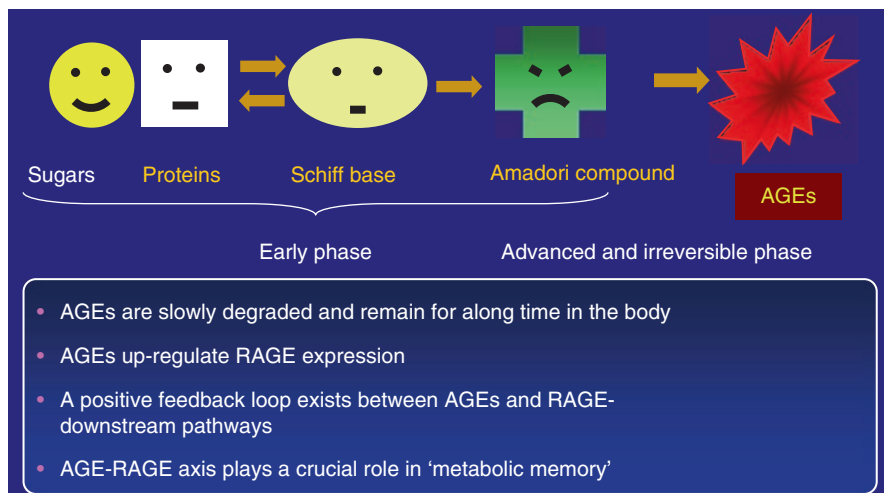 Sugars
Proteins
Schiff base
Amadori compound
AGEs
Early phase
Advanced and irreversible phase
• AGEs are slowly degraded and remain for along time in the body
• AGEs up-regulate RAGE expression
• A positive feedback loop exists between AGEs and RAGE-
downstream pathways
• AGE-RAGE axis plays a crucial role in ‘metabolic memory’